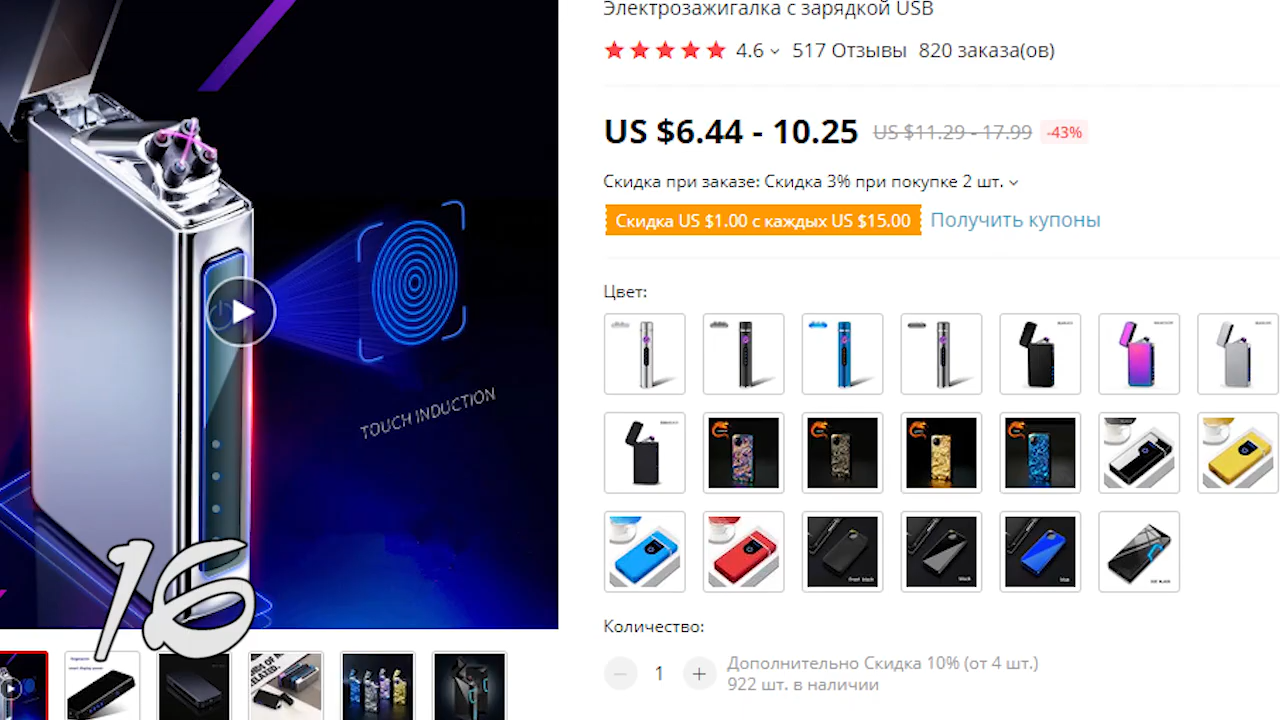 Электрозажигалка с зарядкой USB
4.6 517 Отзывы 820 заказа(ов)
US $6.44 - 10.25 US $11.29 - 17.99 -43%
Скидка при заказе: Скидка 3% при покупке 2 шт.
Скидка US $1.00 с каждых US $15.00 Получить купоны
TOUCH INDUCTION
Цвет:
black
blue
16
Количество:
1
Дополнительно Скидка 10% (от 4 шт.)
922 шт. в наличии